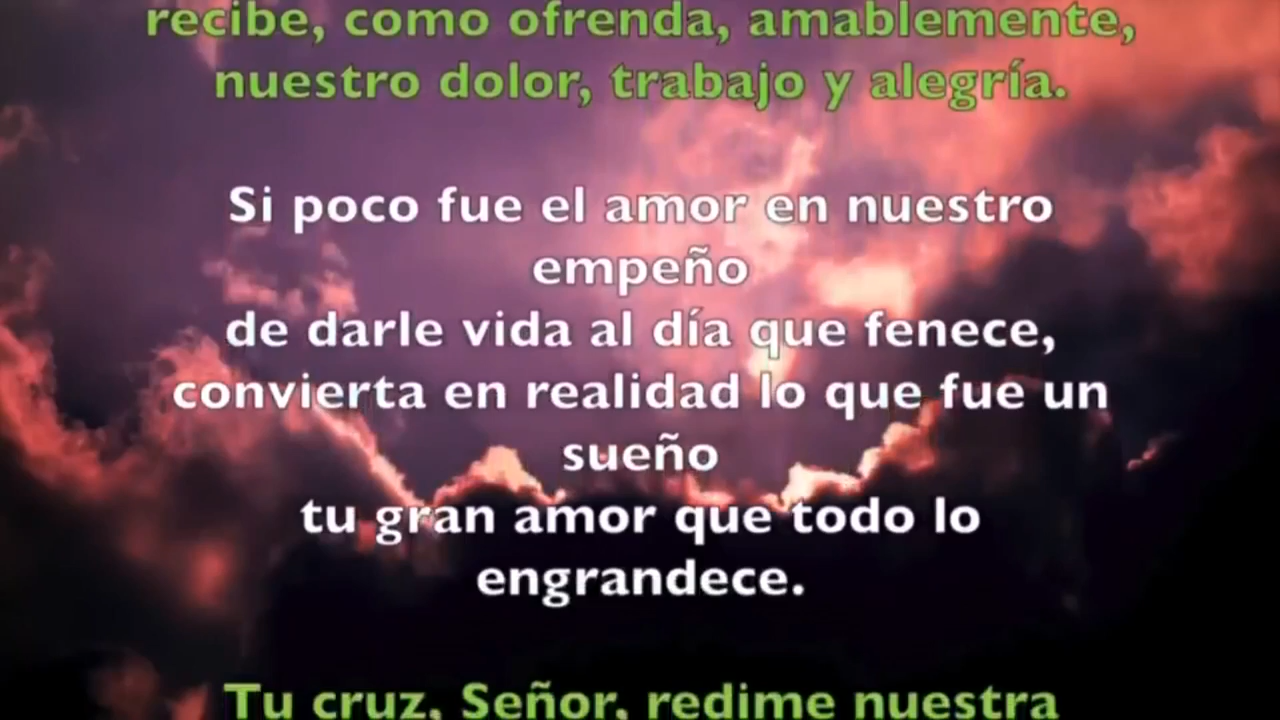 recibe, como ofrenda, amablemente,
nuestro dolor, trabajo y alegría.
Si poco fue el amor en nuestro
empeño
de darle vida al día que fenece,
convierta en realidad lo que fue un
sueño
tu gran amor que todo lo
engrandece.
Tu cruz, Señor, redime nuestra